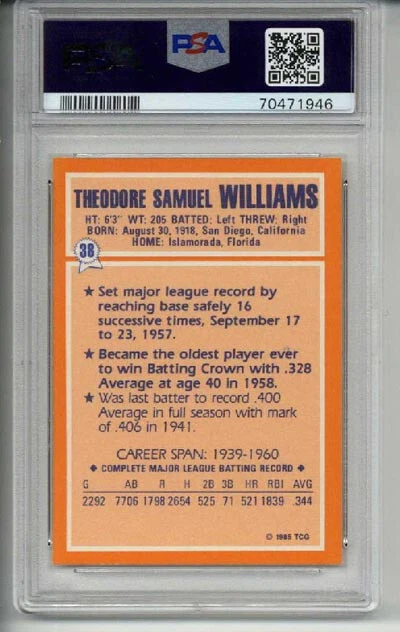 PSA
PSA
70471946
THEODORE SAMUEL WILLIAMS
HT: 6'3" WT: 205 BATTED: Left THREW: Right
BORN: August 30, 1918, San Diego, California
HOME: Islamorada, Florida
38
★ Set major league record by
reaching base safely 16
successive times, September 17
to 23, 1957.
★ Became the oldest player ever
to win Batting Crown with .328
Average at age 40 in 1958.
★ Was last batter to record .400
Average in full season with mark
of .406 in 1941.
CAREER SPAN: 1939-1960
◆ COMPLETE MAJOR LEAGUE BATTING RECORD ◆
G AB R H 2B 3B HR RBI AVG
2292 7706 1798 2654 525 71 521 1839 .344
© 1985 TCG